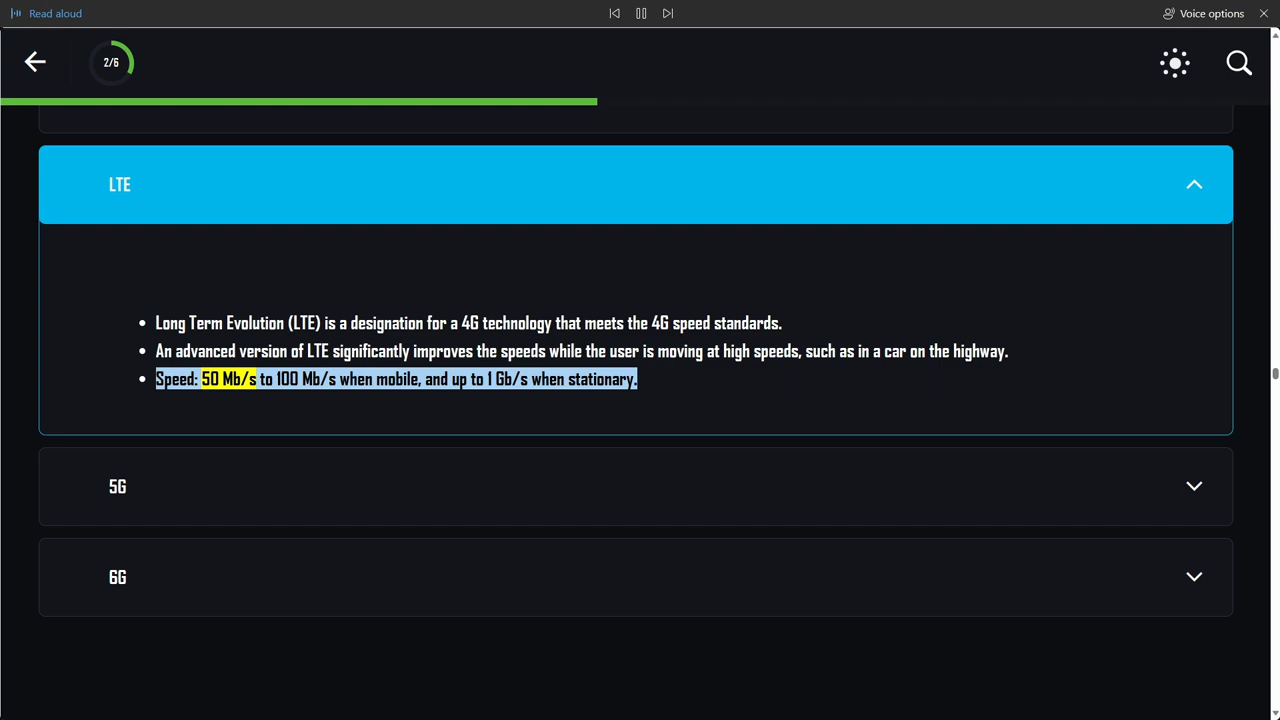 Read aloud
Voice options
2/6
LTE
Long Term Evolution (LTE) is a designation for a 4G technology that meets the 4G speed standards.
An advanced version of LTE significantly improves the speeds while the user is moving at high speeds, such as in a car on the highway.
Speed: 50 Mb/s to 100 Mb/s when mobile, and up to 1 Gb/s when stationary.
5G
6G